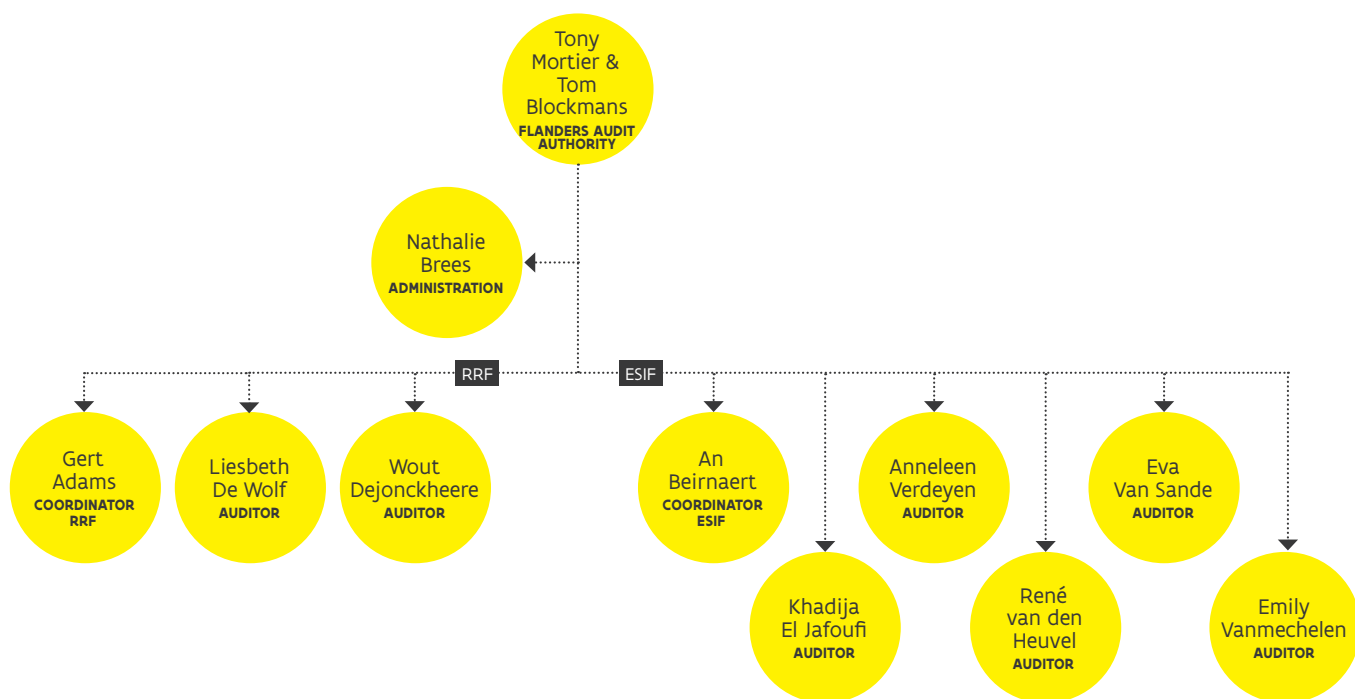 Tony
Mortier &
Tom
Blockmans
FLANDERS AUDIT
AUTHORITY
Nathalie
Brees
ADMINISTRATION
RRF
ESIF
Gert
Adams
COORDINATOR
RRF
Liesbeth
De Wolf
AUDITOR
Wout
Dejonckheere
AUDITOR
An
Beirnaert
COORDINATOR
ESIF
Khadija
El Jafoufi
AUDITOR
Anneleen
Verdeyen
AUDITOR
René
van den
Heuvel
AUDITOR
Eva
Van Sande
AUDITOR
Emily
Vanmechelen
AUDITOR